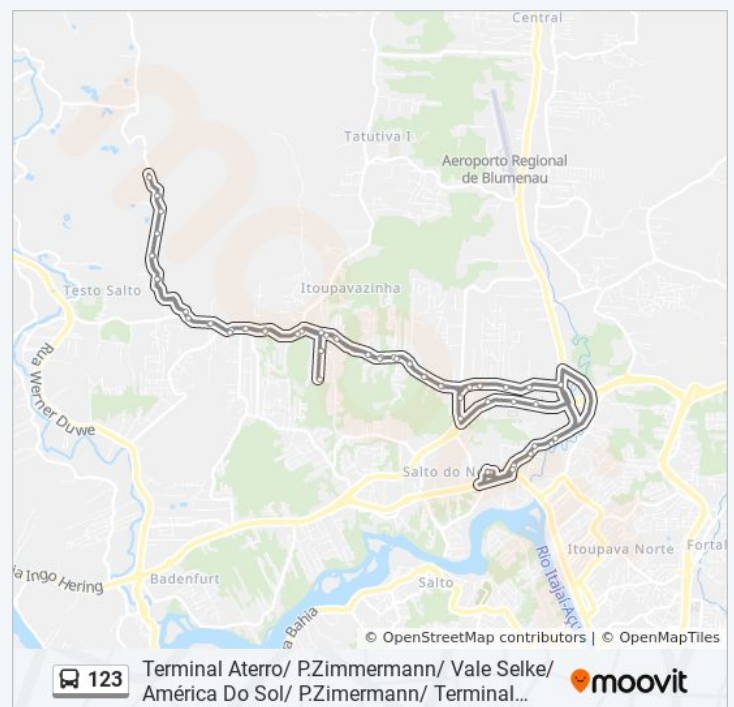 Central
Tatutiva I
Aeroporto Regional
de Blumenau
Testo Salto
Itoupavazinha
Rua Werner Duwe
Salto do No
Itoupava Norte
Fortal
ia Ingo Hering
Badenfurt
Salto
a Bahia
Rio Itajaí-Açu
© OpenStreetMap contributors | © OpenMapTiles
123
Terminal Aterro/ P.Zimmermann/ Vale Selke/
América Do Sol/ P.Zimermann/ Terminal...
moovit